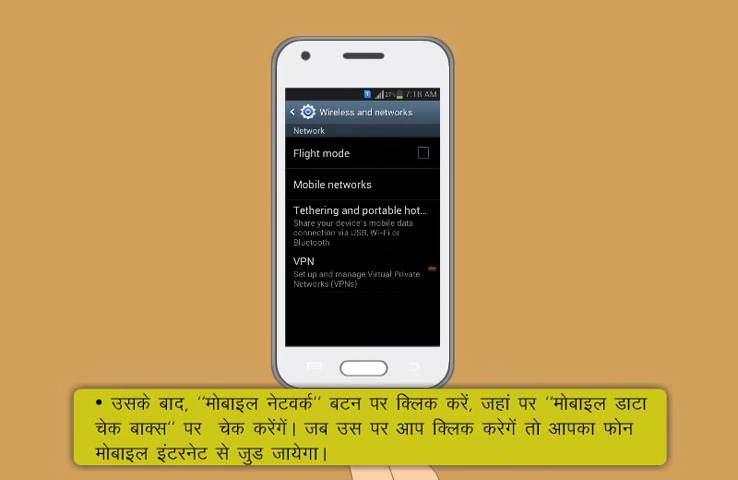 27% 7:18 AM
Wireless and networks
Network
Flight mode
Mobile networks
Tethering and portable hot...
Share your device's mobile data
connection via USB, Wi-Fi or
Bluetooth
VPN
Set up and manage Virtual Private
Networks (VPNs)
• उसके बाद, ‘‘मोबाइल नेटवर्क‘‘ बटन पर क्लिक करें, जहां पर ‘‘मोबाइल डाटा
चेक बाक्स‘‘ पर चेक करेंगें। जब उस पर आप क्लिक करेगें तो आपका फोन
मोबाइल इंटरनेट से जुड जायेगा।